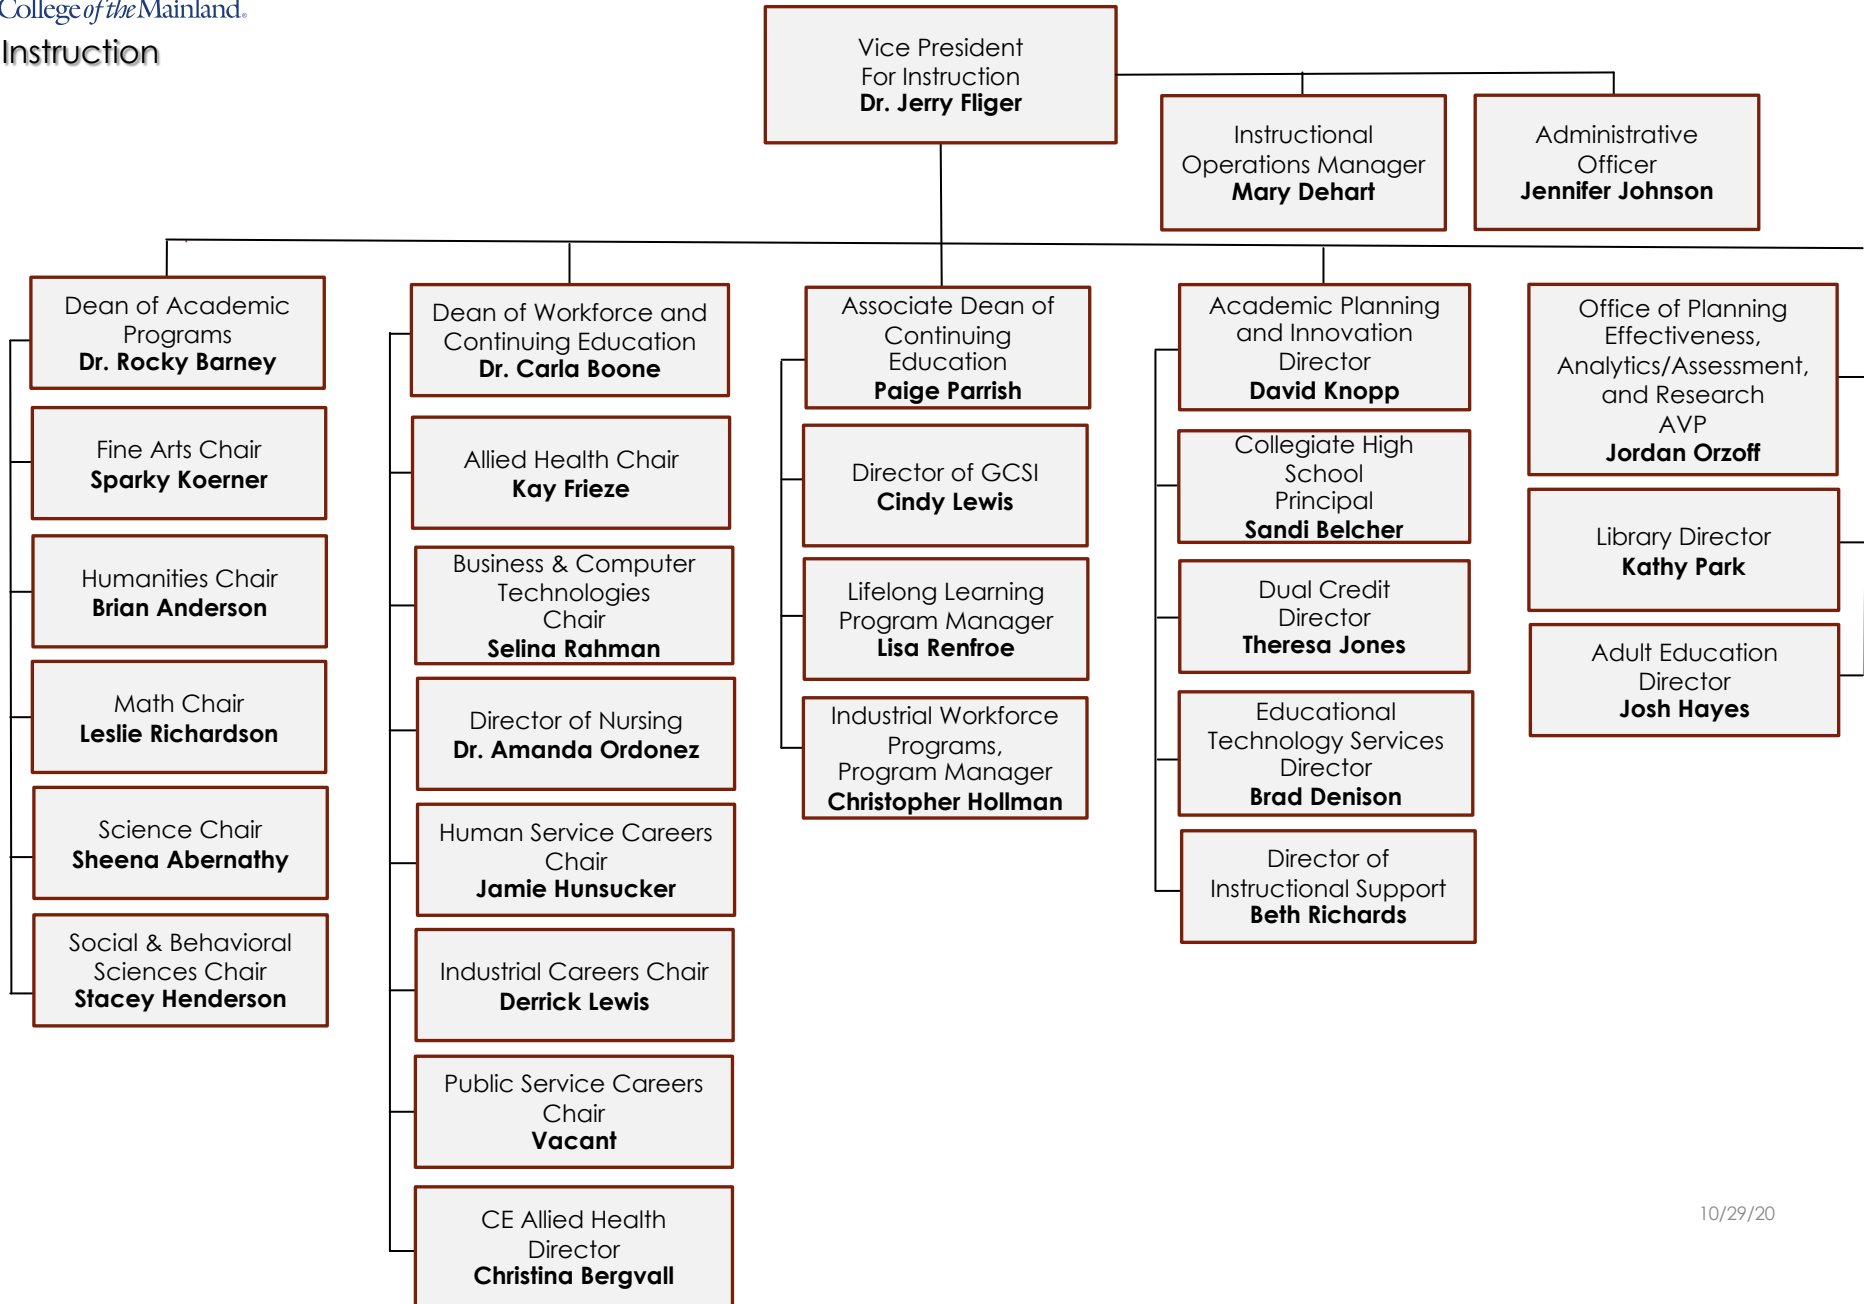 College of the Mainland®
Instruction
Vice President
For Instruction
Dr. Jerry Fliger
Instructional
Operations Manager
Mary Dehart
Administrative
Officer
Jennifer Johnson
Dean of Academic
Programs
Dr. Rocky Barney
Fine Arts Chair
Sparky Koerner
Humanities Chair
Brian Anderson
Math Chair
Leslie Richardson
Science Chair
Sheena Abernathy
Social & Behavioral
Sciences Chair
Stacey Henderson
Dean of Workforce and
Continuing Education
Dr. Carla Boone
Allied Health Chair
Kay Frieze
Business & Computer
Technologies
Chair
Selina Rahman
Director of Nursing
Dr. Amanda Ordonez
Human Service Careers
Chair
Jamie Hunsucker
Industrial Careers Chair
Derrick Lewis
Public Service Careers
Chair
Vacant
CE Allied Health
Director
Christina Bergvall
Associate Dean of
Continuing
Education
Paige Parrish
Director of GCSI
Cindy Lewis
Lifelong Learning
Program Manager
Lisa Renfroe
Industrial Workforce
Programs,
Program Manager
Christopher Hollman
Academic Planning
and Innovation
Director
David Knopp
Collegiate High
School
Principal
Sandi Belcher
Dual Credit
Director
Theresa Jones
Educational
Technology Services
Director
Brad Denison
Director of
Instructional Support
Beth Richards
Office of Planning
Effectiveness,
Analytics/Assessment,
and Research
AVP
Jordan Orzoff
Library Director
Kathy Park
Adult Education
Director
Josh Hayes
10/29/20